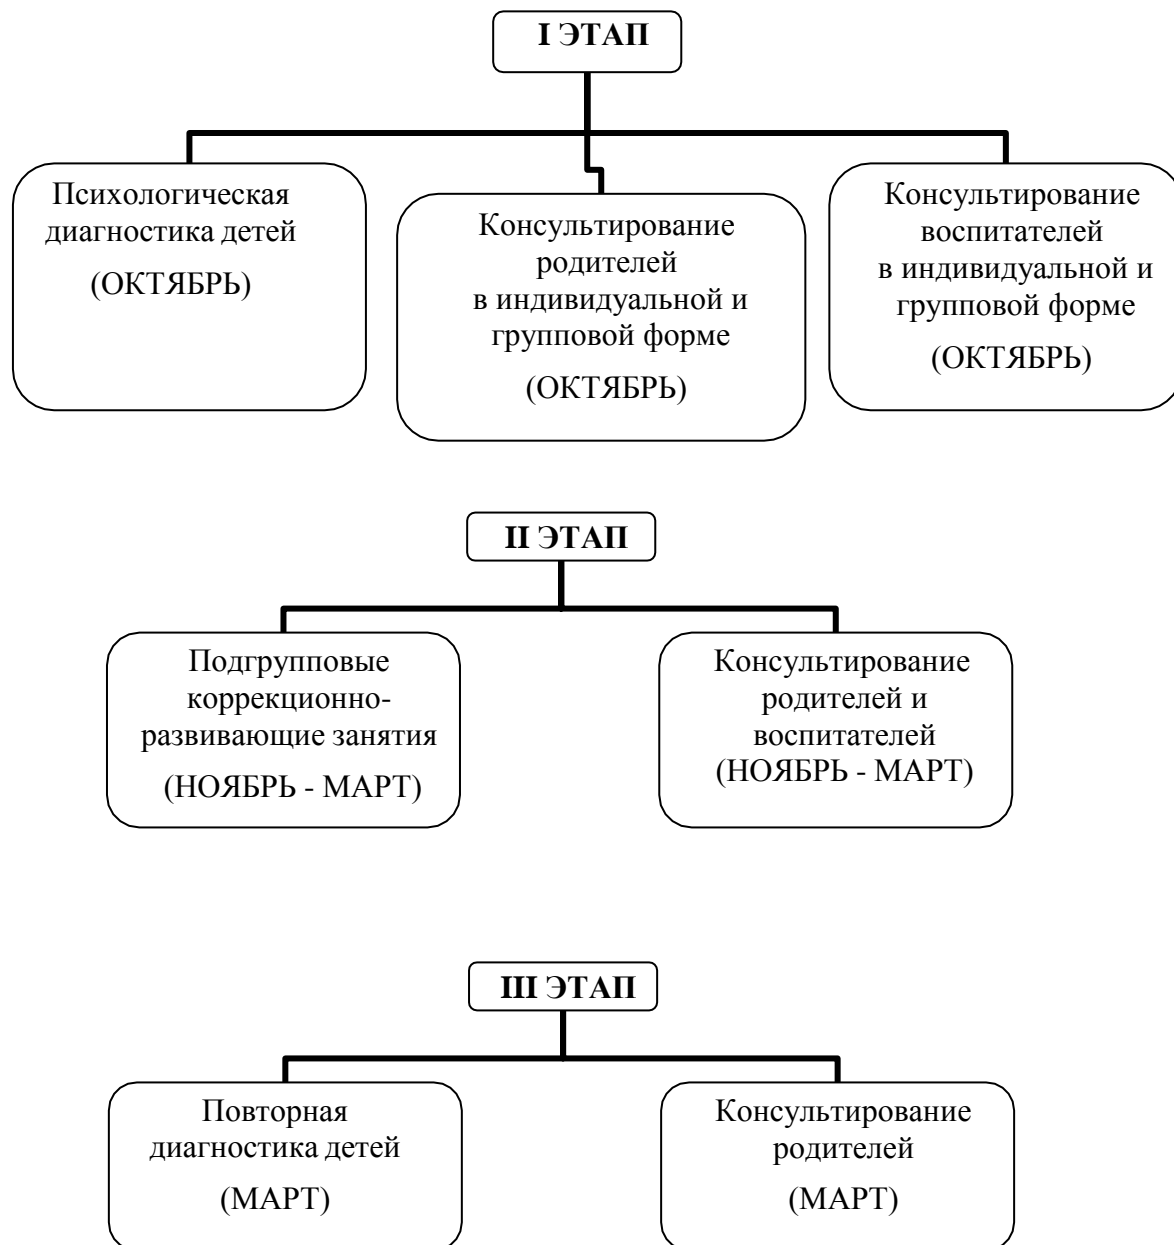 I ЭТАП
Психологическая
диагностика детей
(ОКТЯБРЬ)
Консультирование
родителей
в индивидуальной и
групповой форме
(ОКТЯБРЬ)
Консультирование
воспитателей
в индивидуальной и
групповой форме
(ОКТЯБРЬ)
II ЭТАП
Подгрупповые
коррекционно-
развивающие занятия
(НОЯБРЬ - МАРТ)
Консультирование
родителей и
воспитателей
(НОЯБРЬ - МАРТ)
III ЭТАП
Повторная
диагностика детей
(МАРТ)
Консультирование
родителей
(МАРТ)